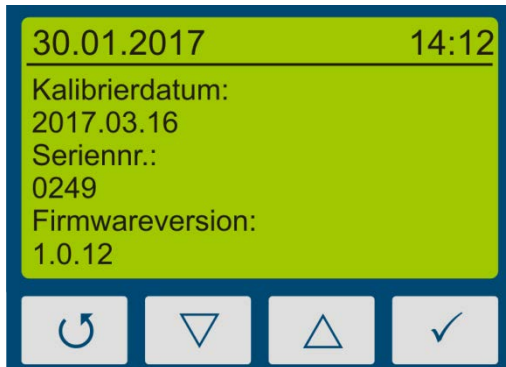 30.01.2017 14:12
Kalibrierdatum:
2017.03.16
Seriennr.:
0249
Firmwareversion:
1.0.12